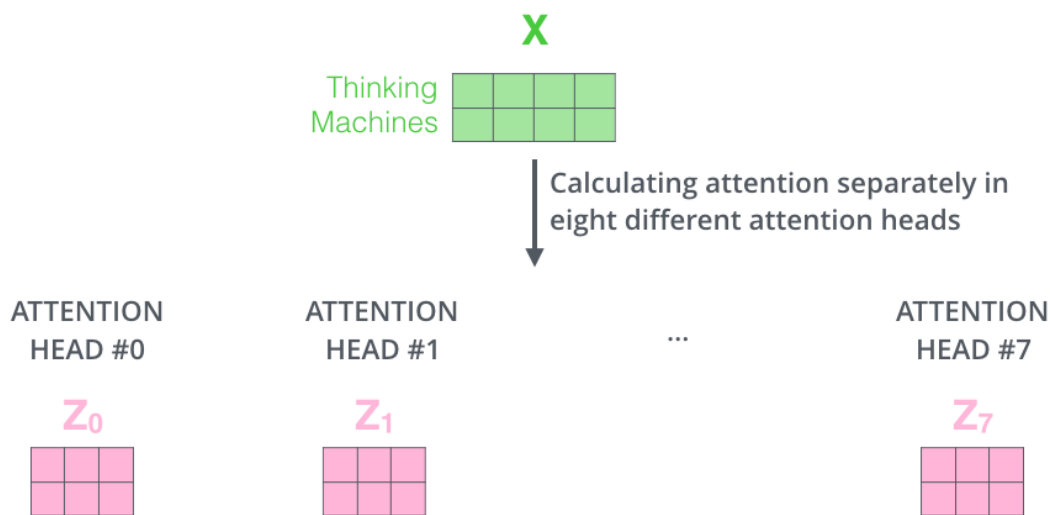 X
Thinking
Machines
Calculating attention separately in
eight different attention heads
ATTENTION
HEAD #0
ATTENTION
HEAD #1
...
ATTENTION
HEAD #7
Z0
Z1
Z7